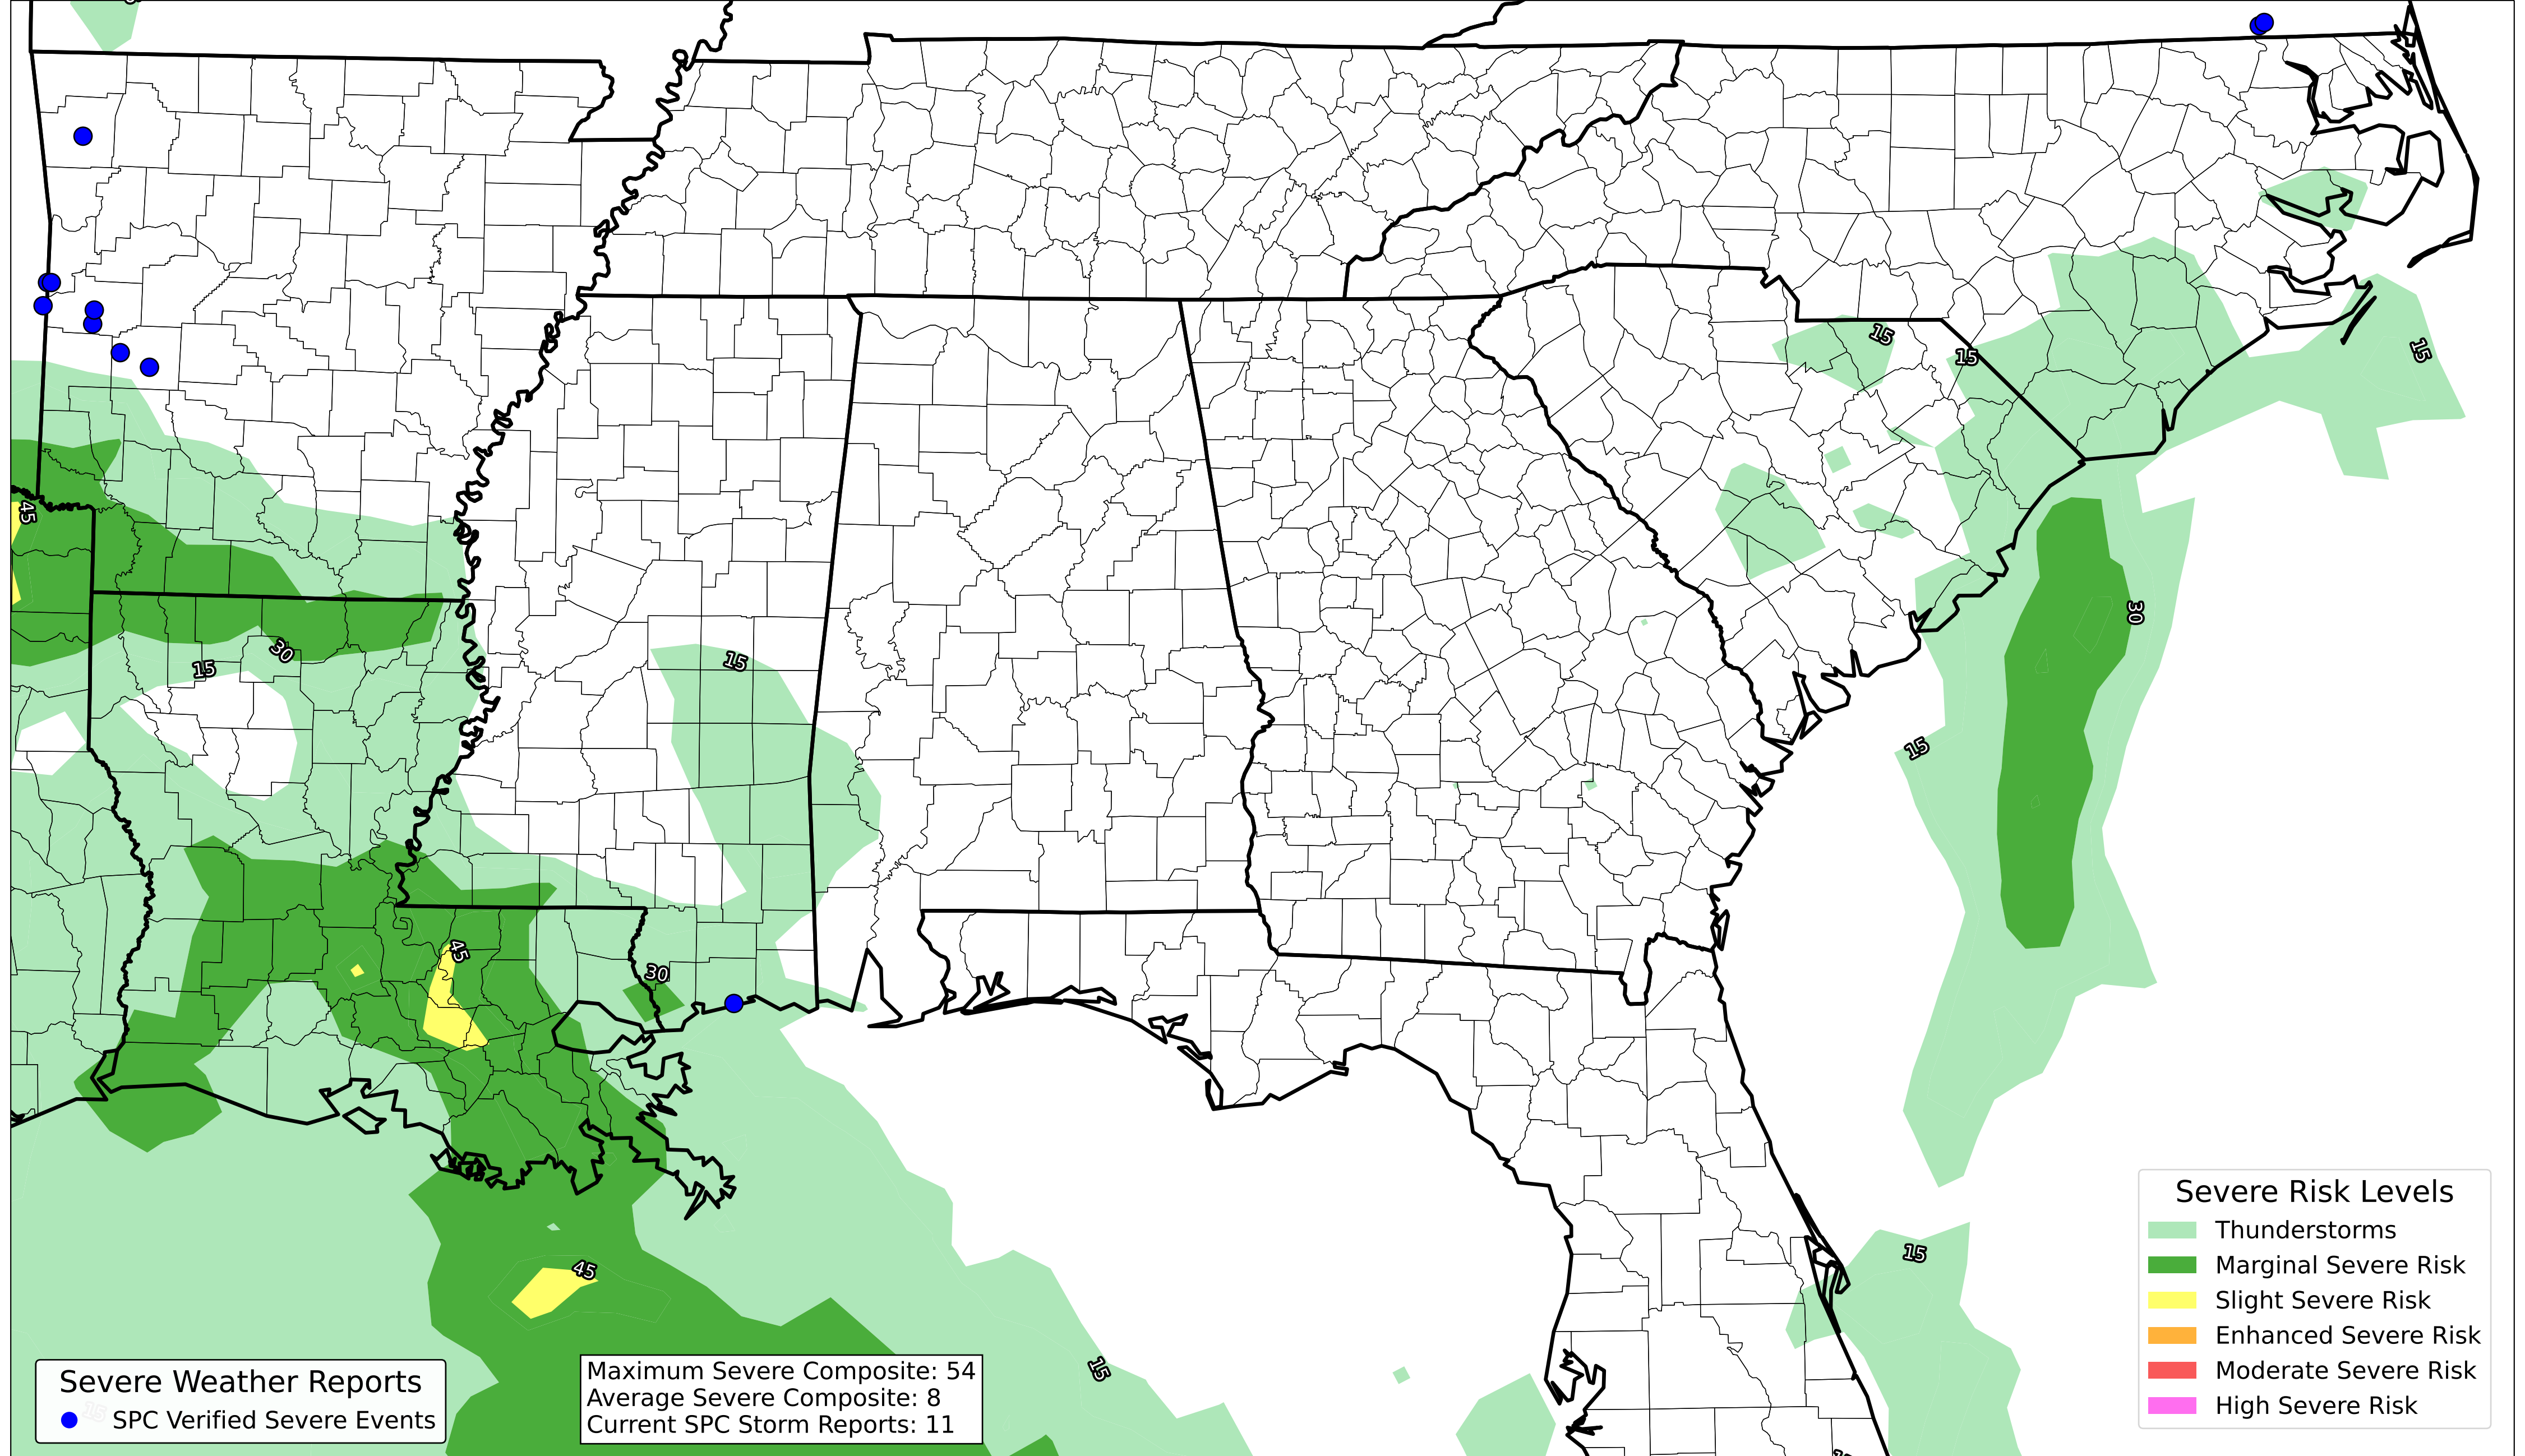 15
15
15
45
30
15
15
30
15
45
30
15
45
15
Severe Risk Levels
Thunderstorms
Marginal Severe Risk
Slight Severe Risk
Enhanced Severe Risk
Moderate Severe Risk
High Severe Risk
15
Maximum Severe Composite: 54
Average Severe Composite: 8
Current SPC Storm Reports: 11
Severe Weather Reports
15
SPC Verified Severe Events